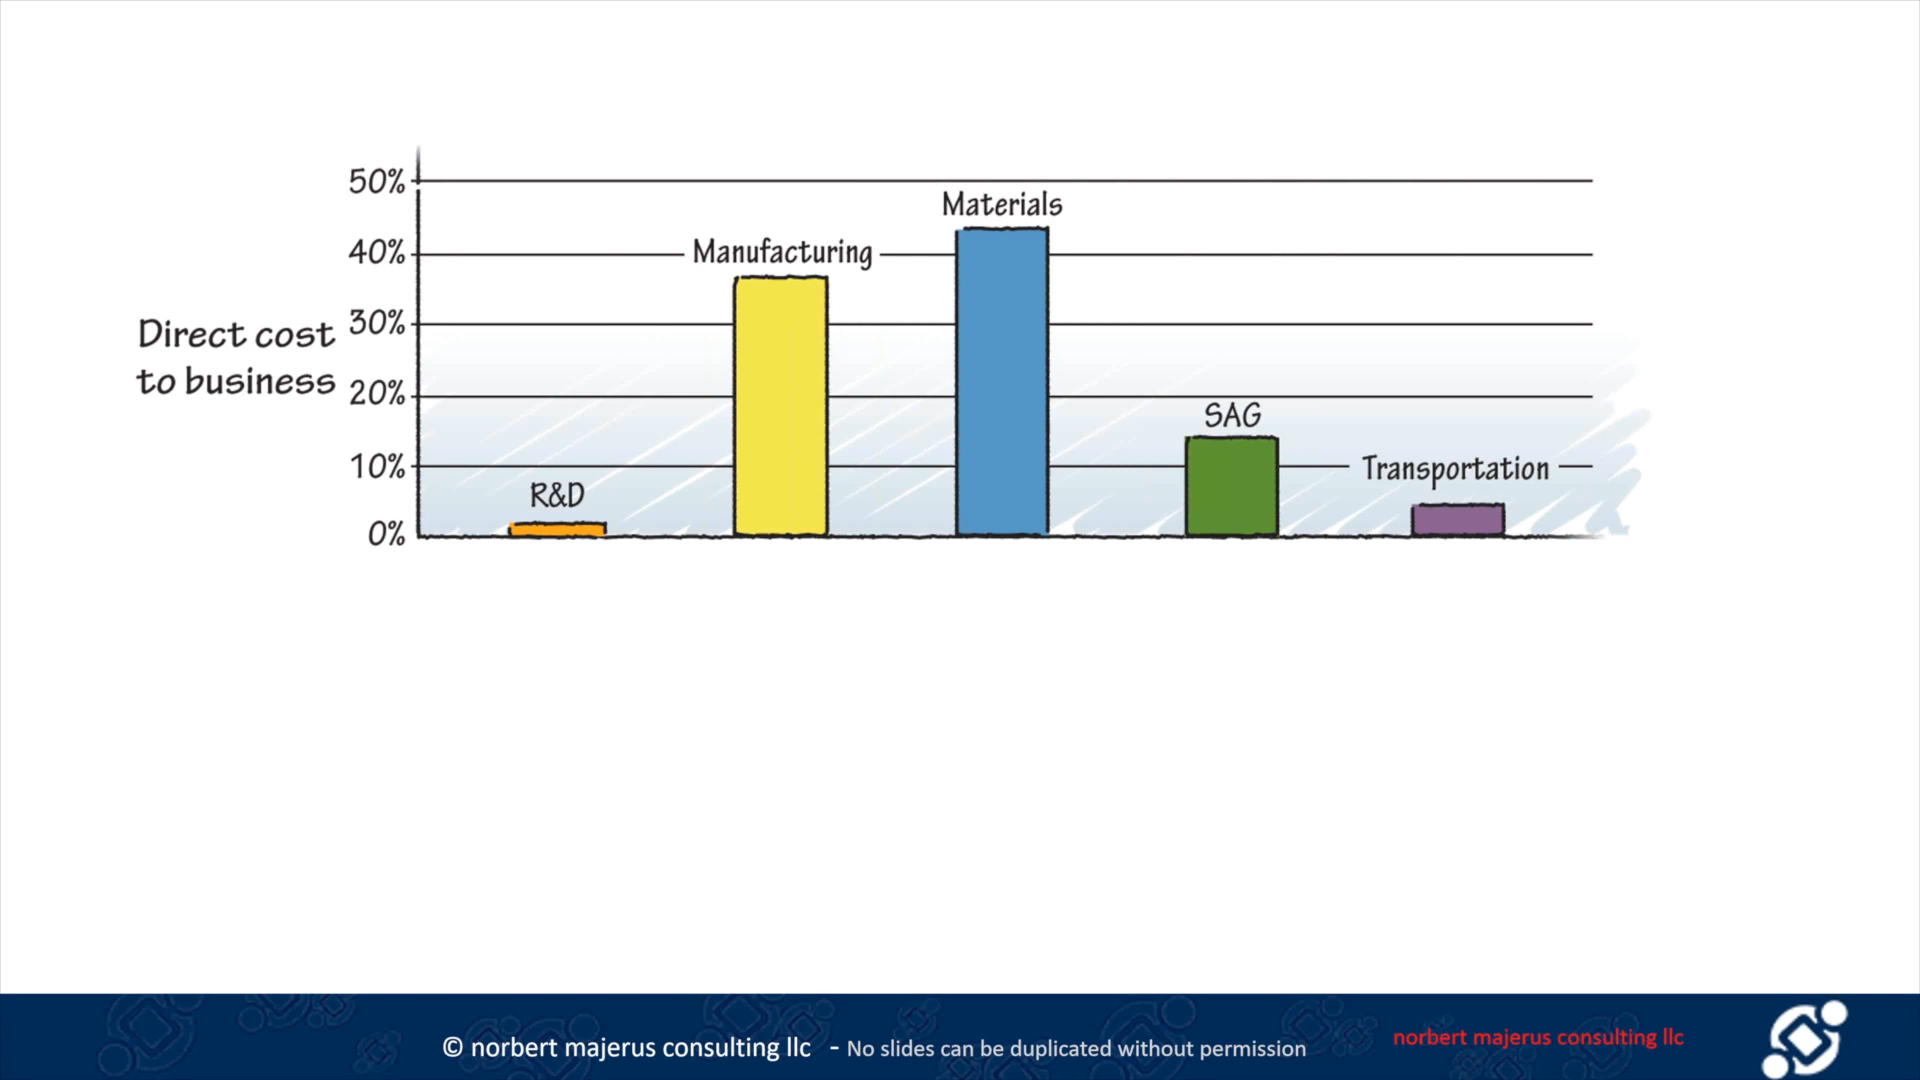 50%
Materials
40%
Manufacturing
Direct cost
to business
30%
20%
SAG
10%
Transportation
R&D
0%
© norbert majerus consulting llc - No slides can be duplicated without permission
norbert majerus consulting llc